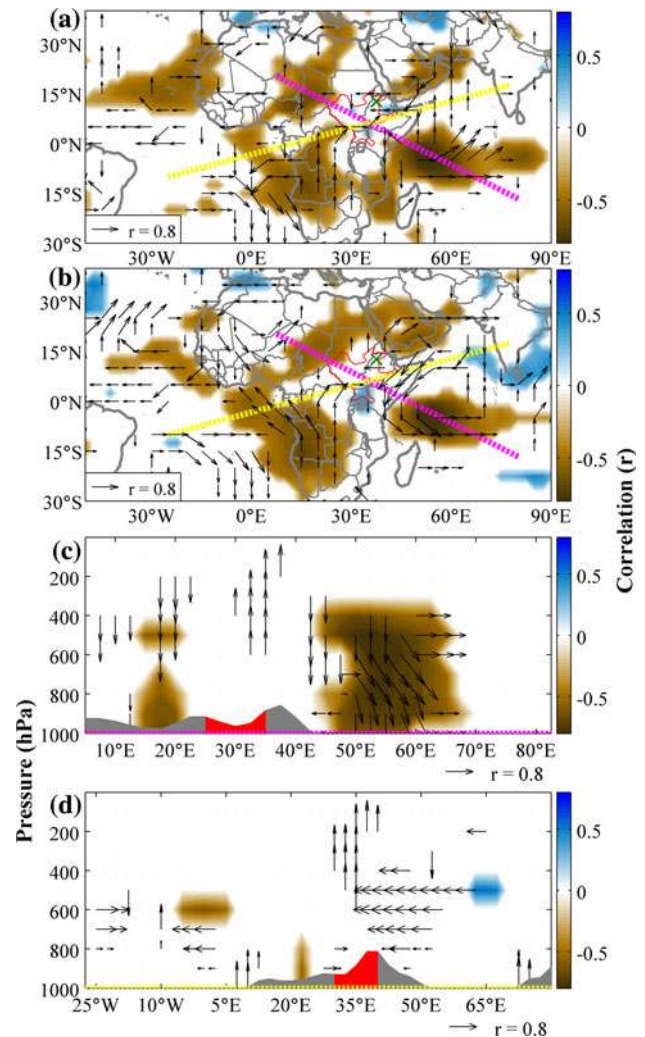 (a)
30°N
15°N
0°N
15°S
30°S
r = 0.8
30°W 0°E 30°E 60°E 90°E
0.5
0
-0.5
(b)
30°N
15°N
0°N
15°S
30°S
r = 0.8
30°W 0°E 30°E 60°E 90°E
0.5
0
-0.5
Correlation (r)
(c)
200
400
600
800
1000
10°E 20°E 30°E 40°E 50°E 60°E 70°E 80°E
r = 0.8
0.5
0
-0.5
Pressure (hPa)
(d)
200
400
600
800
1000
25°W 10°W 5°E 20°E 35°E 50°E 65°E
r = 0.8
0.5
0
-0.5